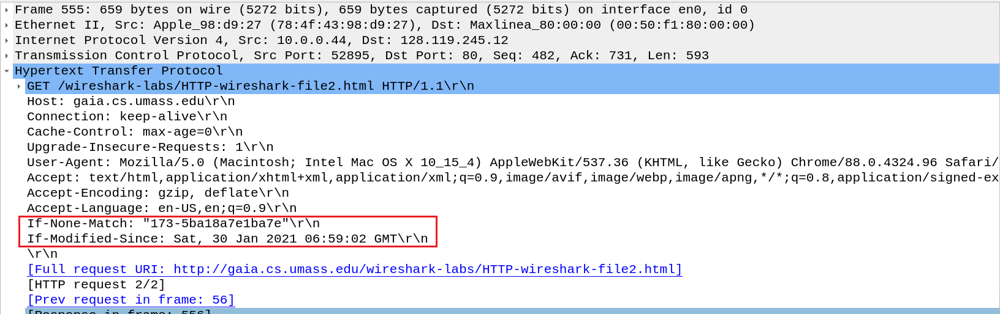 Frame 555: 659 bytes on wire (5272 bits), 659 bytes captured (5272 bits) on interface en0, id 0
Ethernet II, Src: Apple_98:d9:27 (78:4f:43:98:d9:27), Dst: Maxlinea_80:00:00 (00:50:f1:80:00:00)
Internet Protocol Version 4, Src: 10.0.0.44, Dst: 128.119.245.12
Transmission Control Protocol, Src Port: 52895, Dst Port: 80, Seq: 482, Ack: 731, Len: 593
Hypertext Transfer Protocol
GET /wireshark-labs/HTTP-wireshark-file2.html HTTP/1.1\r\n
Host: gaia.cs.umass.edu\r\n
Connection: keep-alive\r\n
Cache-Control: max-age=0\r\n
Upgrade-Insecure-Requests: 1\r\n
User-Agent: Mozilla/5.0 (Macintosh; Intel Mac OS X 10_15_4) AppleWebKit/537.36 (KHTML, like Gecko) Chrome/88.0.4324.96 Safari/
Accept: text/html,application/xhtml+xml,application/xml;q=0.9,image/avif,image/webp,image/apng,*/*;q=0.8,application/signed-ex
Accept-Encoding: gzip, deflate\r\n
Accept-Language: en-US,en;q=0.9\r\n
If-None-Match: "173-5ba18a7e1ba7e"\r\n
If-Modified-Since: Sat, 30 Jan 2021 06:59:02 GMT\r\n
\r\n
[Full request URI: http://gaia.cs.umass.edu/wireshark-labs/HTTP-wireshark-file2.html]
[HTTP request 2/2]
[Prev request in frame: 56]
[Response in frame: 556]